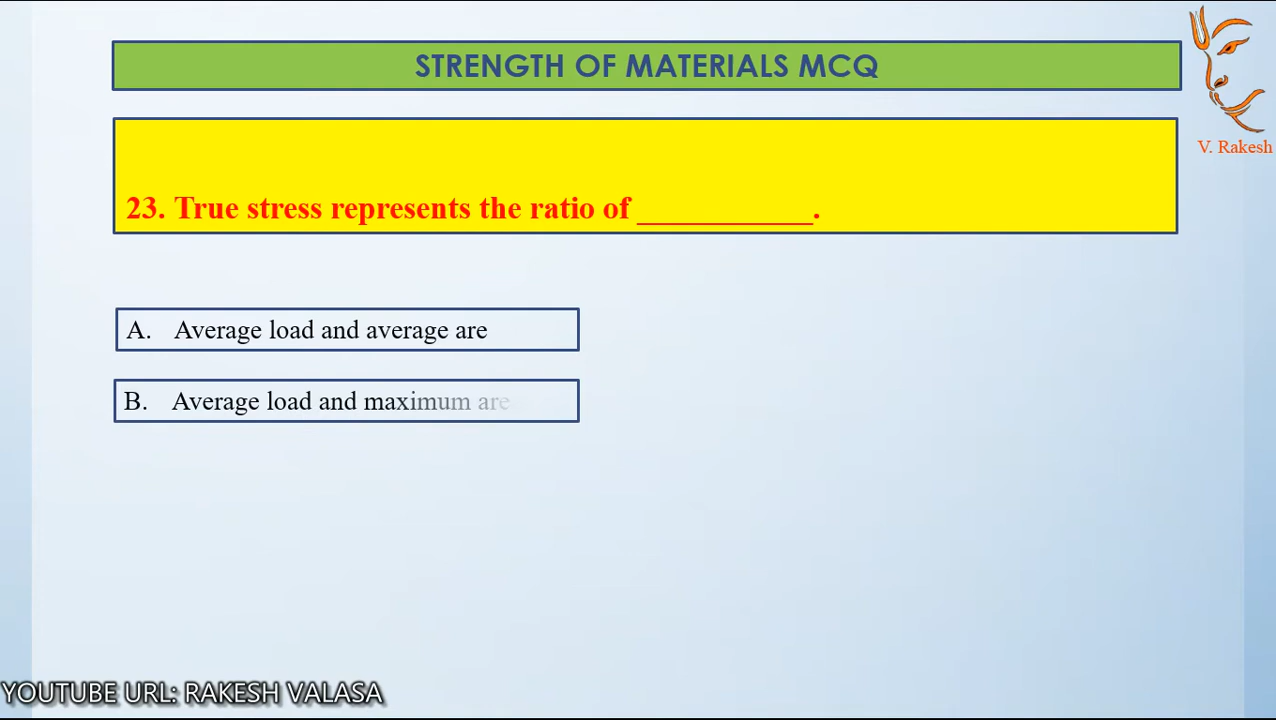 STRENGTH OF MATERIALS MCQ
V. Rakesh
23. True stress represents the ratio of ___________.
A. Average load and average are
B. Average load and maximum are
YOUTUBE URL: RAKESH VALASA